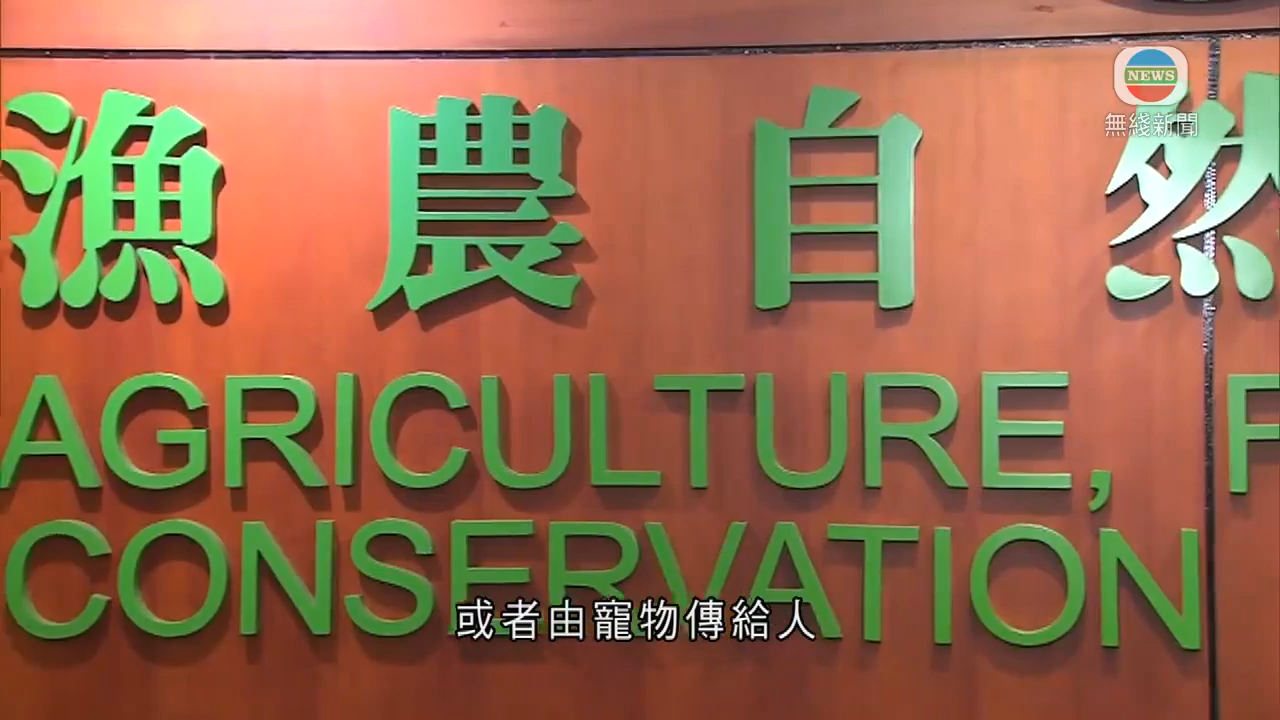 NEWS
無綫新聞
漁農自然
AGRICULTURE, F
CONSERVATION
或者由寵物傳給人